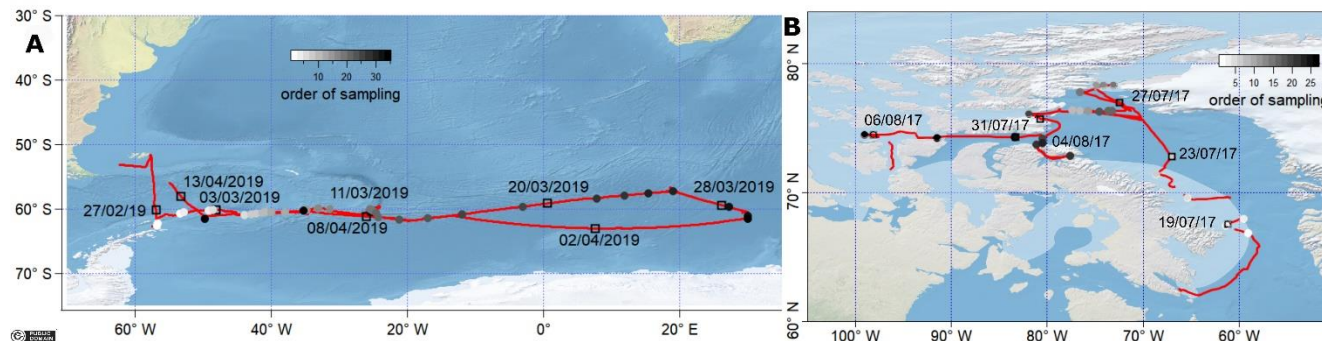 A
30° S
40° S
50° S
60° S
70° S
10 20 30
order of sampling
27/02/19
13/04/2019
03/03/2019
11/03/2019
08/04/2019
20/03/2019
02/04/2019
28/03/2019
60° W 40° W 20° W 0° 20° E
PUBLIC
DOMAIN
B
80° N
70° N
60° N
5 10 15 20 25
order of sampling
27/07/17
06/08/17
31/07/17
04/08/17
23/07/17
19/07/17
100° W 90° W 80° W 70° W 60° W